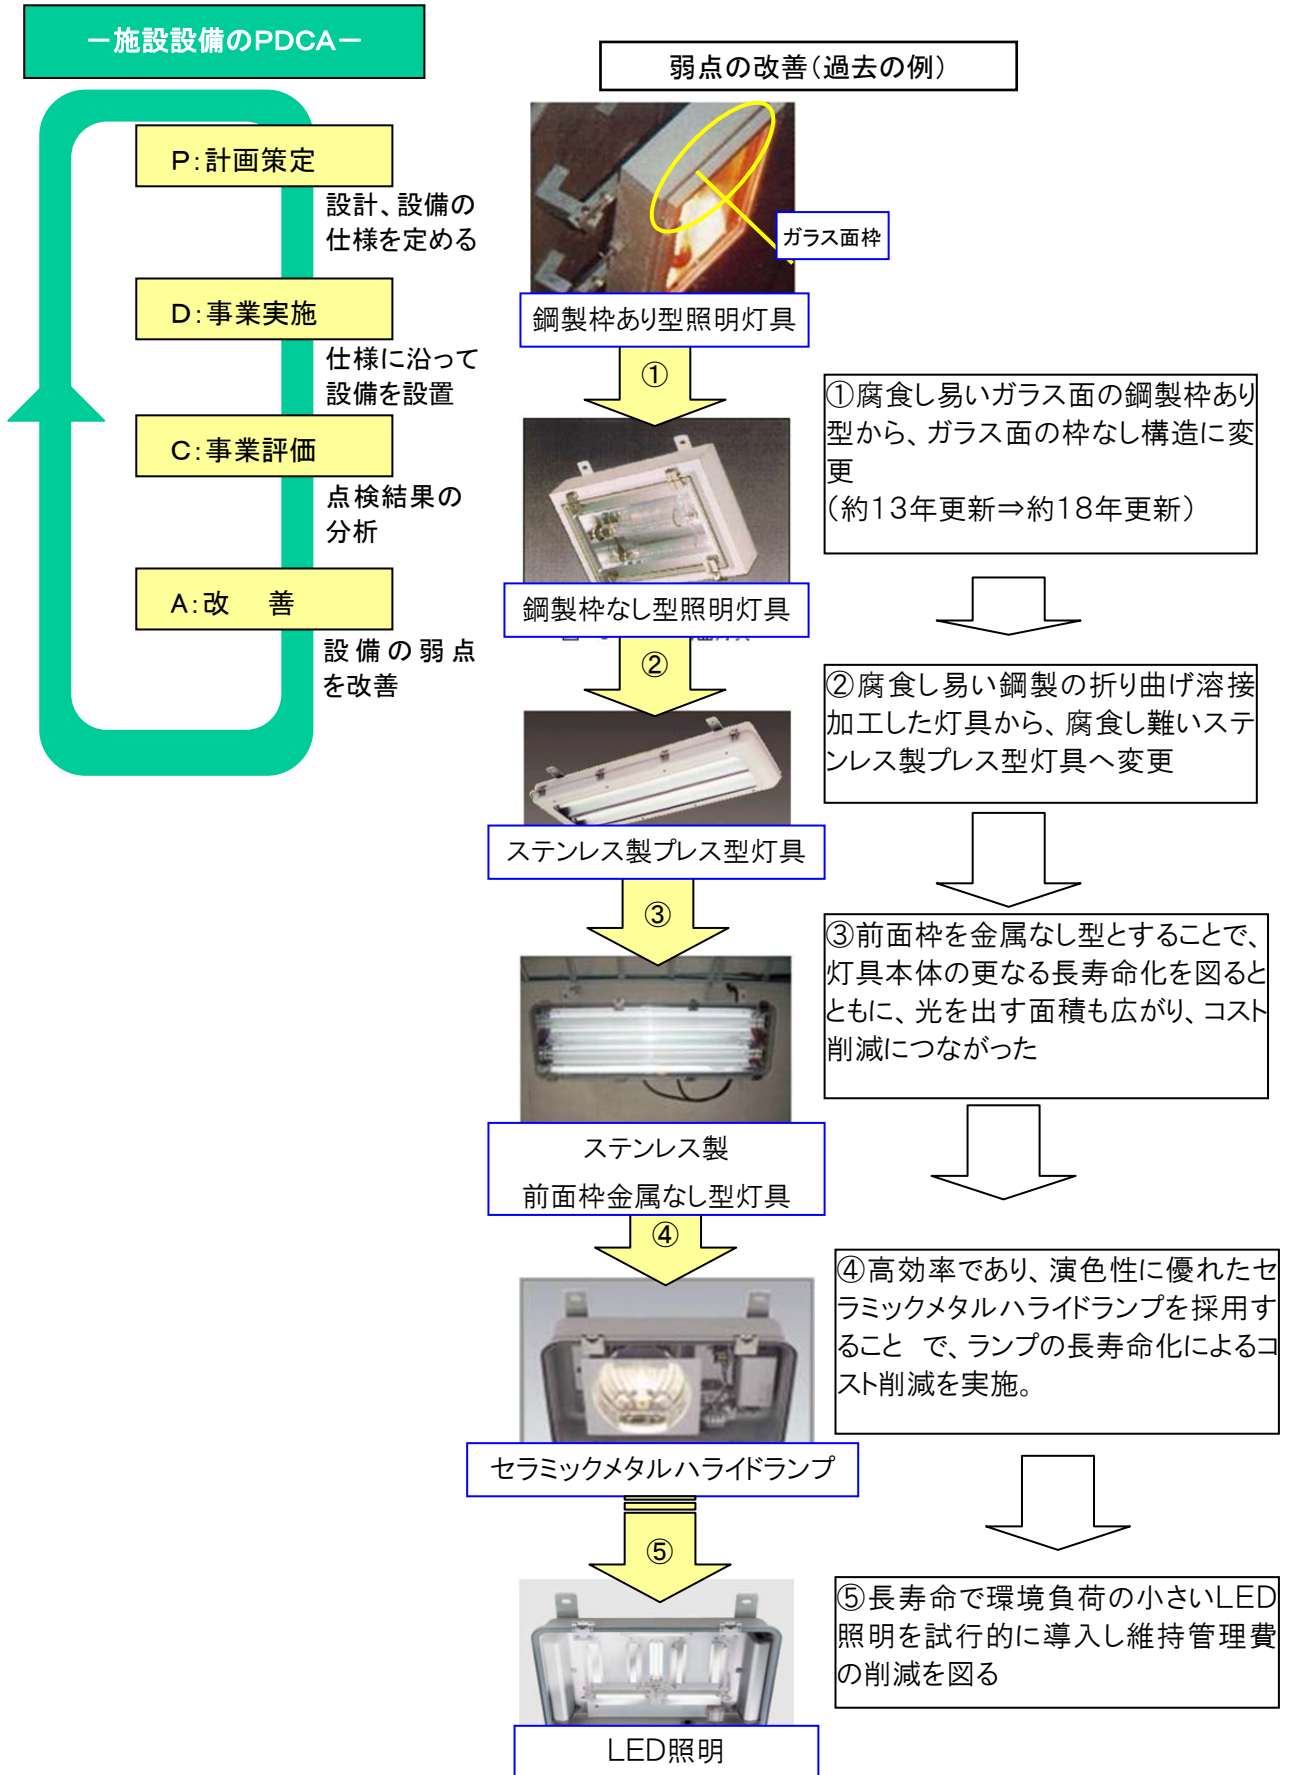 －施設設備のPDCA－
P:計画策定
設計、設備の
仕様を定める
D:事業実施
仕様に沿って
設備を設置
C:事業評価
点検結果の
分析
A:改　善
設備の弱点
を改善
弱点の改善(過去の例)
ガラス面枠
鋼製枠あり型照明灯具
①
①腐食し易いガラス面の鋼製枠あり
型から、ガラス面の枠なし構造に変
更
(約13年更新⇒約18年更新)
鋼製枠なし型照明灯具
②
②腐食し易い鋼製の折り曲げ溶接
加工した灯具から、腐食し難いステ
ンレス製プレス型灯具へ変更
ステンレス製プレス型灯具
③
③前面枠を金属なし型とすることで、
灯具本体の更なる長寿命化を図ると
ともに、光を出す面積も広がり、コスト
削減につながった
ステンレス製
前面枠金属なし型灯具
④
④高効率であり、演色性に優れたセ
ラミックメタルハライドランプを採用す
ること　で、ランプの長寿命化によるコ
スト削減を実施。
セラミックメタルハライドランプ
⑤
⑤長寿命で環境負荷の小さいLED
照明を試行的に導入し維持管理費
の削減を図る
LED照明